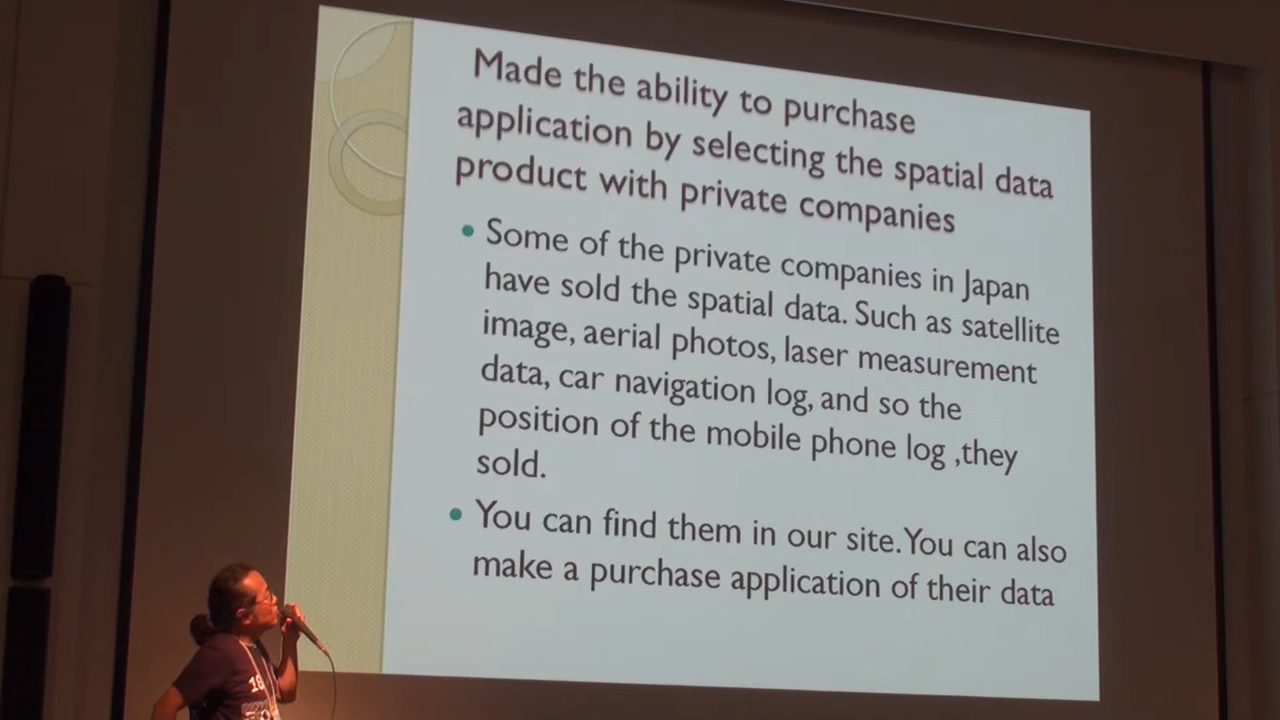 Made the ability to purchase
application by selecting the spatial data
product with private companies
Some of the private companies in Japan
have sold the spatial data. Such as satellite
image, aerial photos, laser measurement
data, car navigation log, and so the
position of the mobile phone log ,they
sold.
You can find them in our site. You can also
make a purchase application of their data